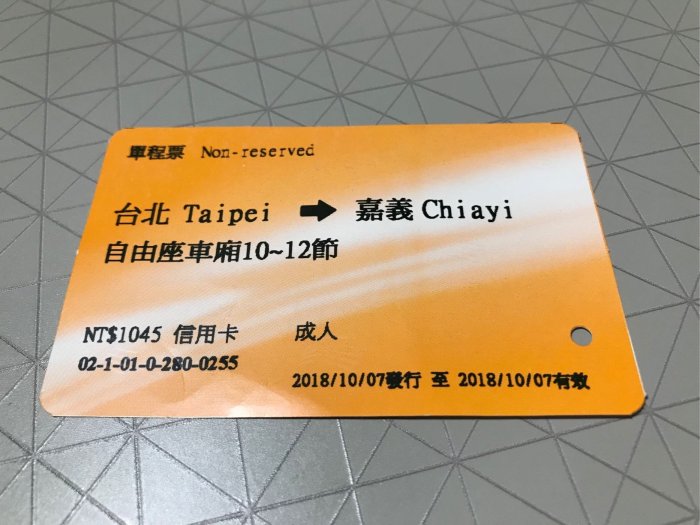 單程票 Non-reserved
台北 Taipei → 嘉義 Chiayi
自由座車廂10~12節
NT$1045 信用卡 成人
02-1-01-0-280-0255
2018/10/07發行 至 2018/10/07有效